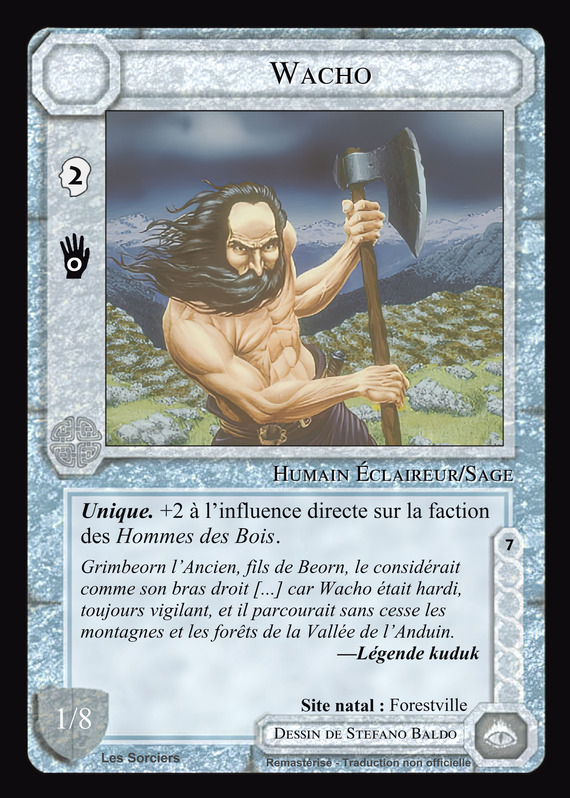 Wacho
2
0
Humain Éclaireur/Sage
Unique. +2 à l’influence directe sur la faction
des Hommes des Bois.
7
Grimbeorn l’Ancien, fils de Beorn, le considérait
comme son bras droit [...] car Wacho était hardi,
toujours vigilant, et il parcourait sans cesse les
montagnes et les forêts de la Vallée de l’Anduin.
—Légende kuduk
Site natal : Forestville
1/8
Dessin de Stefano Baldo
Les Sorciers
Remastérisé - Traduction non officielle